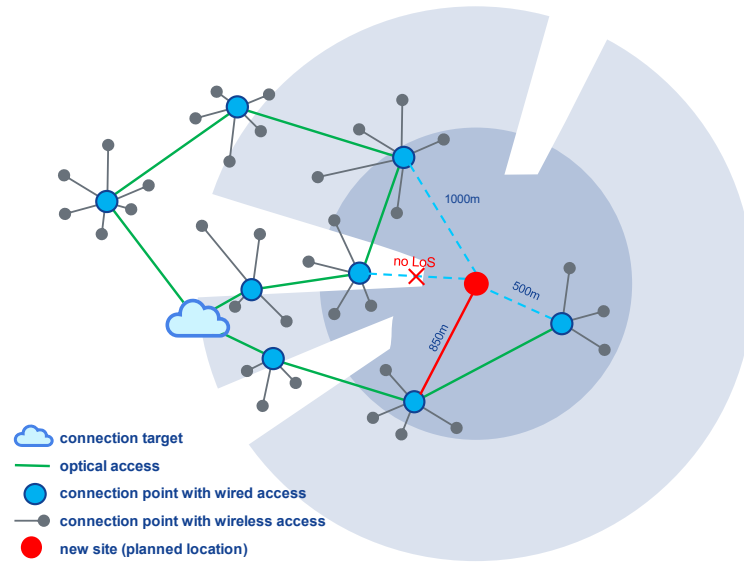 1000m
no LoS
500m
850m
connection target
optical access
connection point with wired access
connection point with wireless access
new site (planned location)